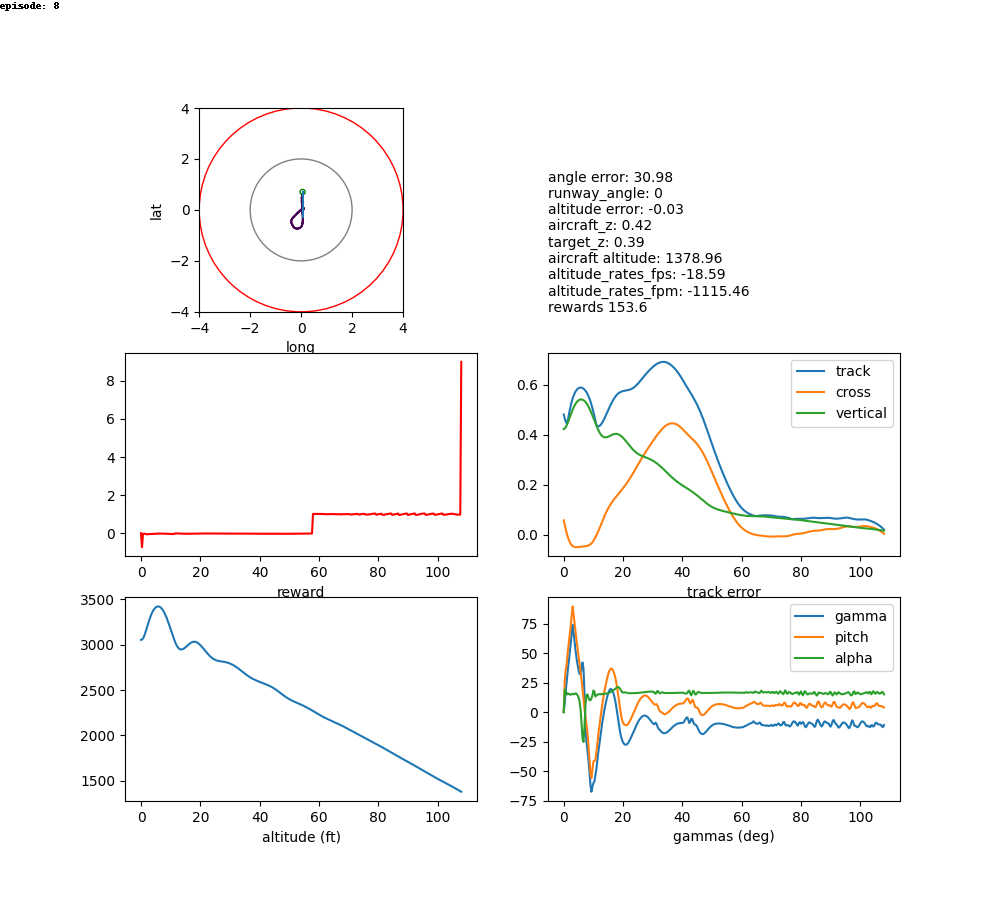 episode: 8
4
2
0
−2
−4
lat
−4 −2 0 2 4
long
angle error: 30.98
runway_angle: 0
altitude error: -0.03
aircraft_z: 0.42
target_z: 0.39
aircraft altitude: 1378.96
altitude_rates_fps: -18.59
altitude_rates_fpm: -1115.46
rewards 153.6
8
6
4
2
0
0 20 40 60 80 100
reward
track
cross
vertical
0.6
0.4
0.2
0.0
0 20 40 60 80 100
track error
3500
3000
2500
2000
1500
0 20 40 60 80 100
altitude (ft)
gamma
pitch
alpha
75
50
25
0
−25
−50
−75
0 20 40 60 80 100
gammas (deg)